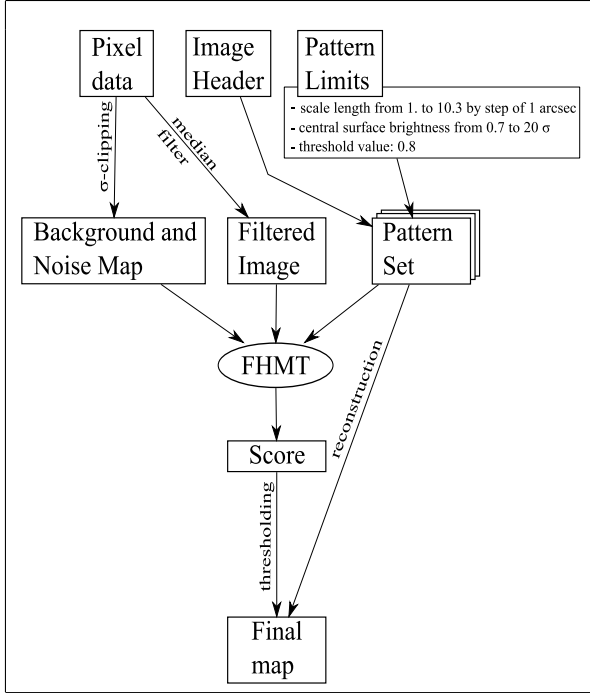 Pixel
data
Image
Header
Pattern
Limits
- scale length from 1. to 10.3 by step of 1 arcsec
- central surface brightness from 0.7 to 20 σ
- threshold value: 0.8
σ-clipping
median
filter
Background and
Noise Map
Filtered
Image
Pattern
Set
FHMT
reconstruction
Score
thresholding
Final
map